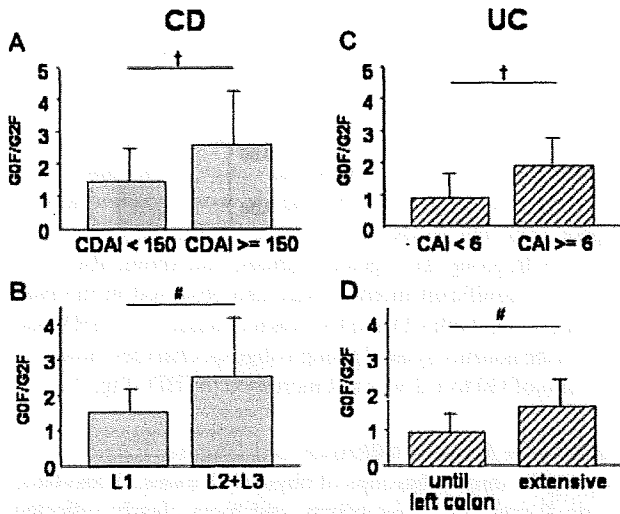 CD
UC
A
†
G0F/G2F
5
4
3
2
1
0
CDAI < 150 CDAI >= 150
C
†
G0F/G2F
5
4
3
2
1
0
CAI < 6 CAI >= 6
B
#
G0F/G2F
4
3
2
1
0
L1 L2+L3
D
#
G0F/G2F
4
3
2
1
0
until left colon
extensive